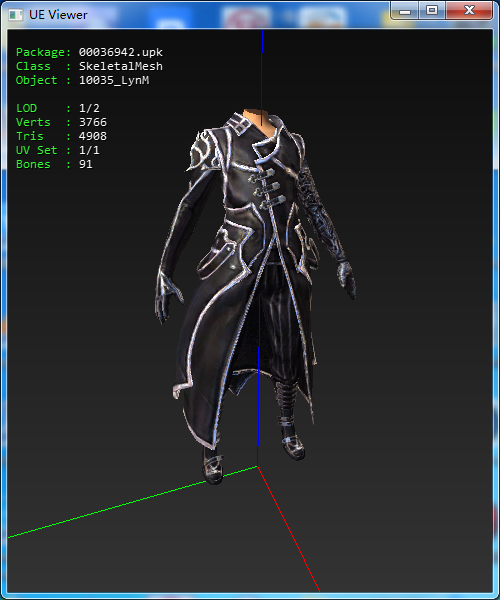 UE Viewer
Package: 00036942.upk
Class : SkeletalMesh
Object : 10035_LynM
LOD : 1/2
Verts : 3766
Tris : 4908
UV Set : 1/1
Bones : 91